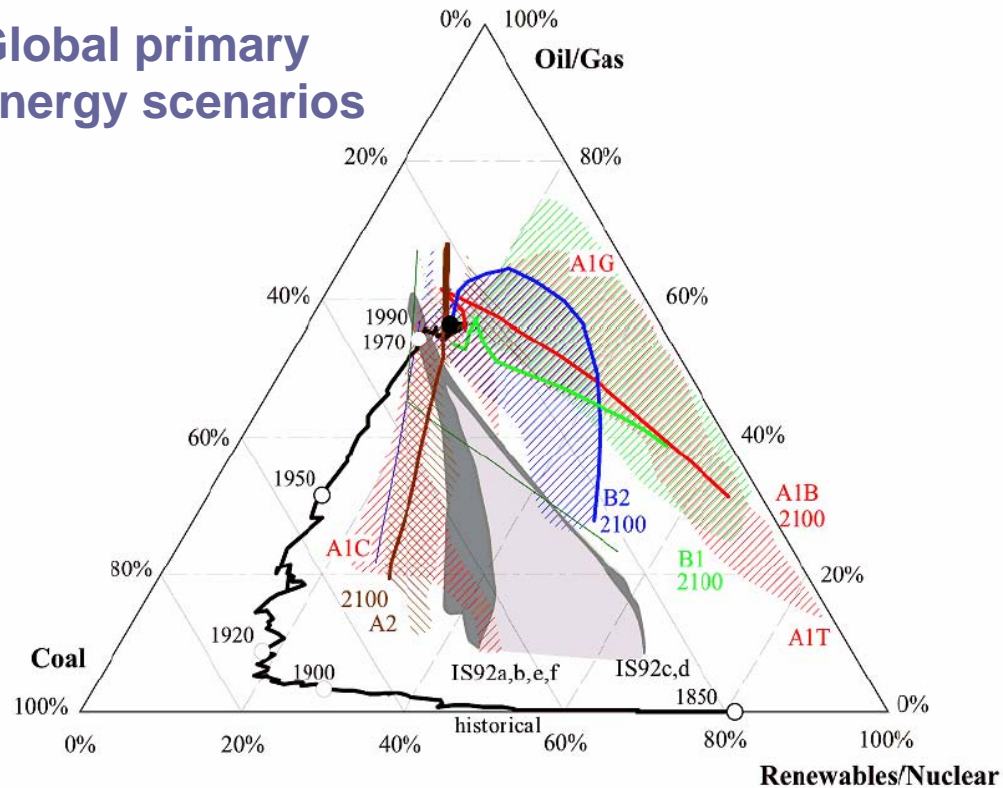 Global primary
energy scenarios
0% 100%
Oil/Gas
20% 80%
A1G
40% 60%
1990
1970
60% 40%
1950
A1B
2100
B2
2100
A1C
B1
2100
80% 20%
2100
A2
A1T
1920
Coal
1900
IS92a,b,e,f IS92c,d
1850
100% 0%
historical
0% 20% 40% 60% 80% 100%
Renewables/Nuclear